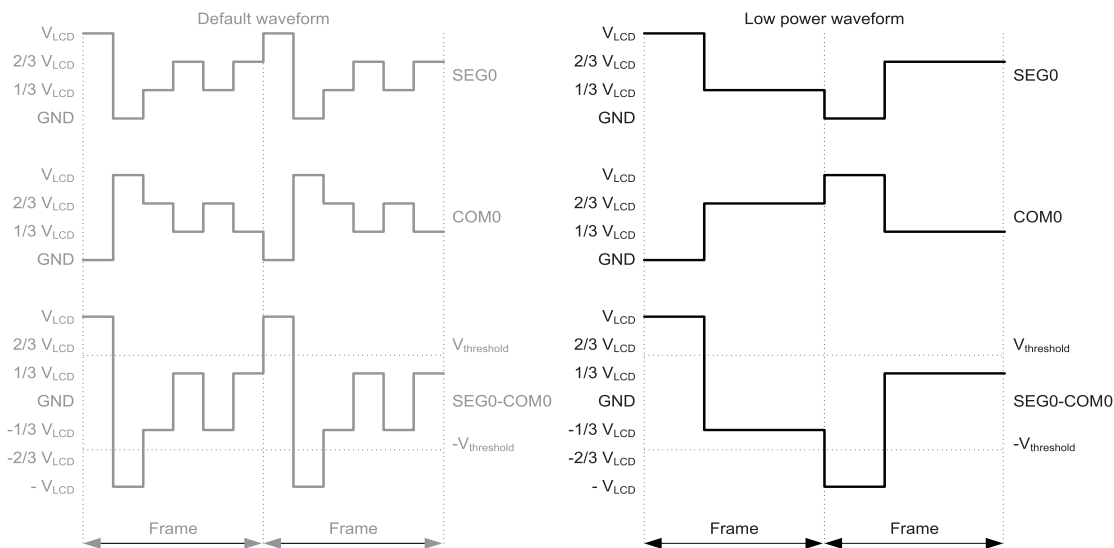 Default waveform
VLCD
2/3 VLCD
1/3 VLCD
GND
SEG0
VLCD
2/3 VLCD
1/3 VLCD
GND
COM0
VLCD
2/3 VLCD
1/3 VLCD
GND
-1/3 VLCD
-2/3 VLCD
- VLCD
Vthreshold
SEG0-COM0
-Vthreshold
Frame
Frame
Low power waveform
VLCD
2/3 VLCD
1/3 VLCD
GND
SEG0
VLCD
2/3 VLCD
1/3 VLCD
GND
COM0
VLCD
2/3 VLCD
1/3 VLCD
GND
-1/3 VLCD
-2/3 VLCD
- VLCD
Vthreshold
SEG0-COM0
-Vthreshold
Frame
Frame